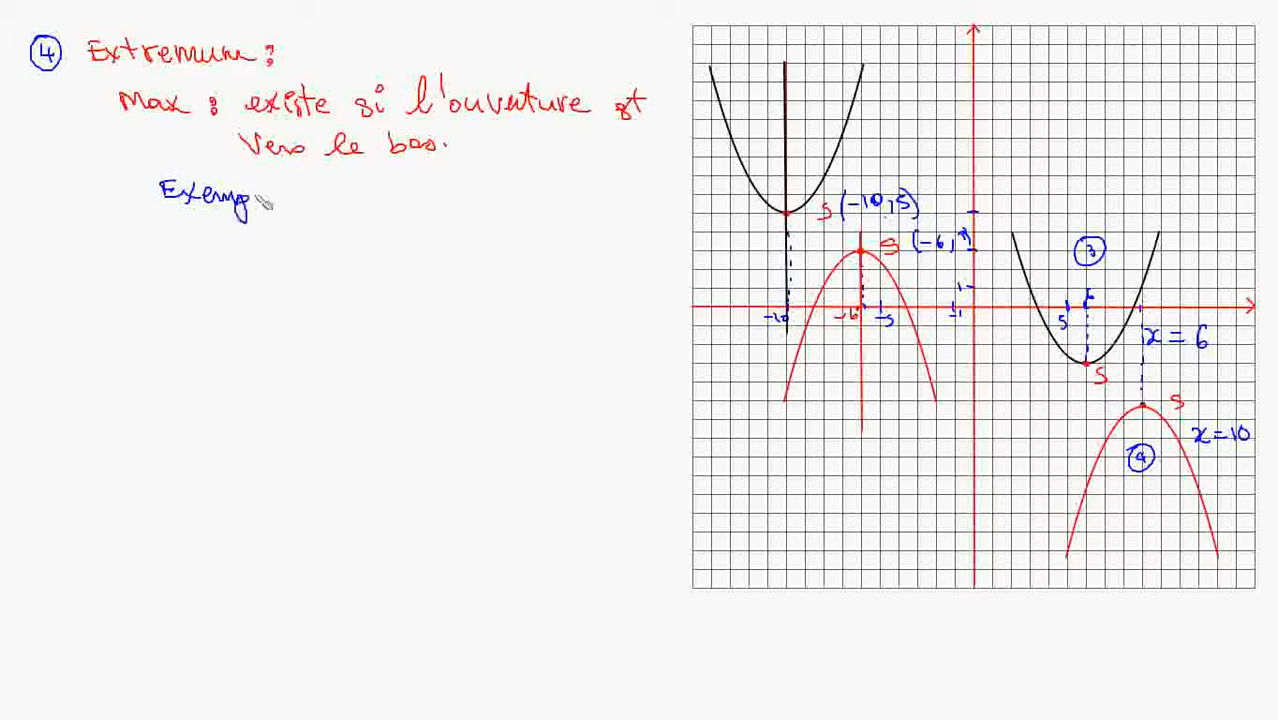 4 Extremum :
Max : existe si l'ouverture est
Vers le bas.
Exemp
S (-10,5)
S (-6,3)
3
1
-10
-6
-5
-1
5
6
x = 6
S
S
x=10
4